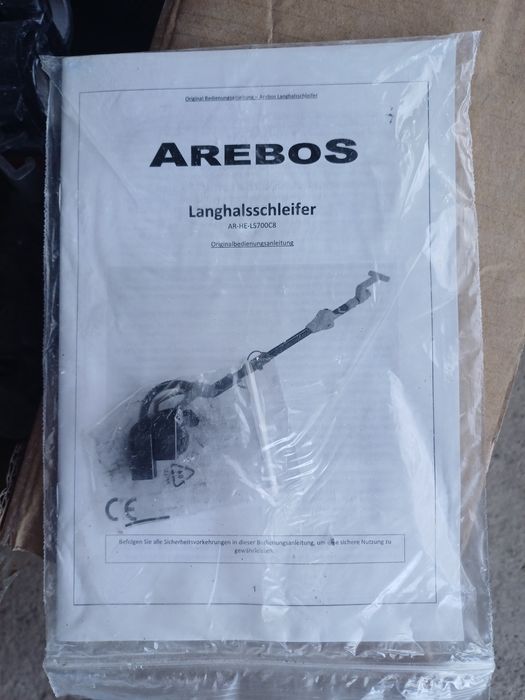 Original Bedienungsanleitung – Arebos Langhalsschleifer
AREBOS
Langhalsschleifer
AR-HE-LS700CB
Originalbedienungsanleitung
CE
Befolgen Sie alle Sicherheitsvorkehrungen in dieser Bedienungsanleitung, um eine sichere Nutzung zu
gewährleisten.
1